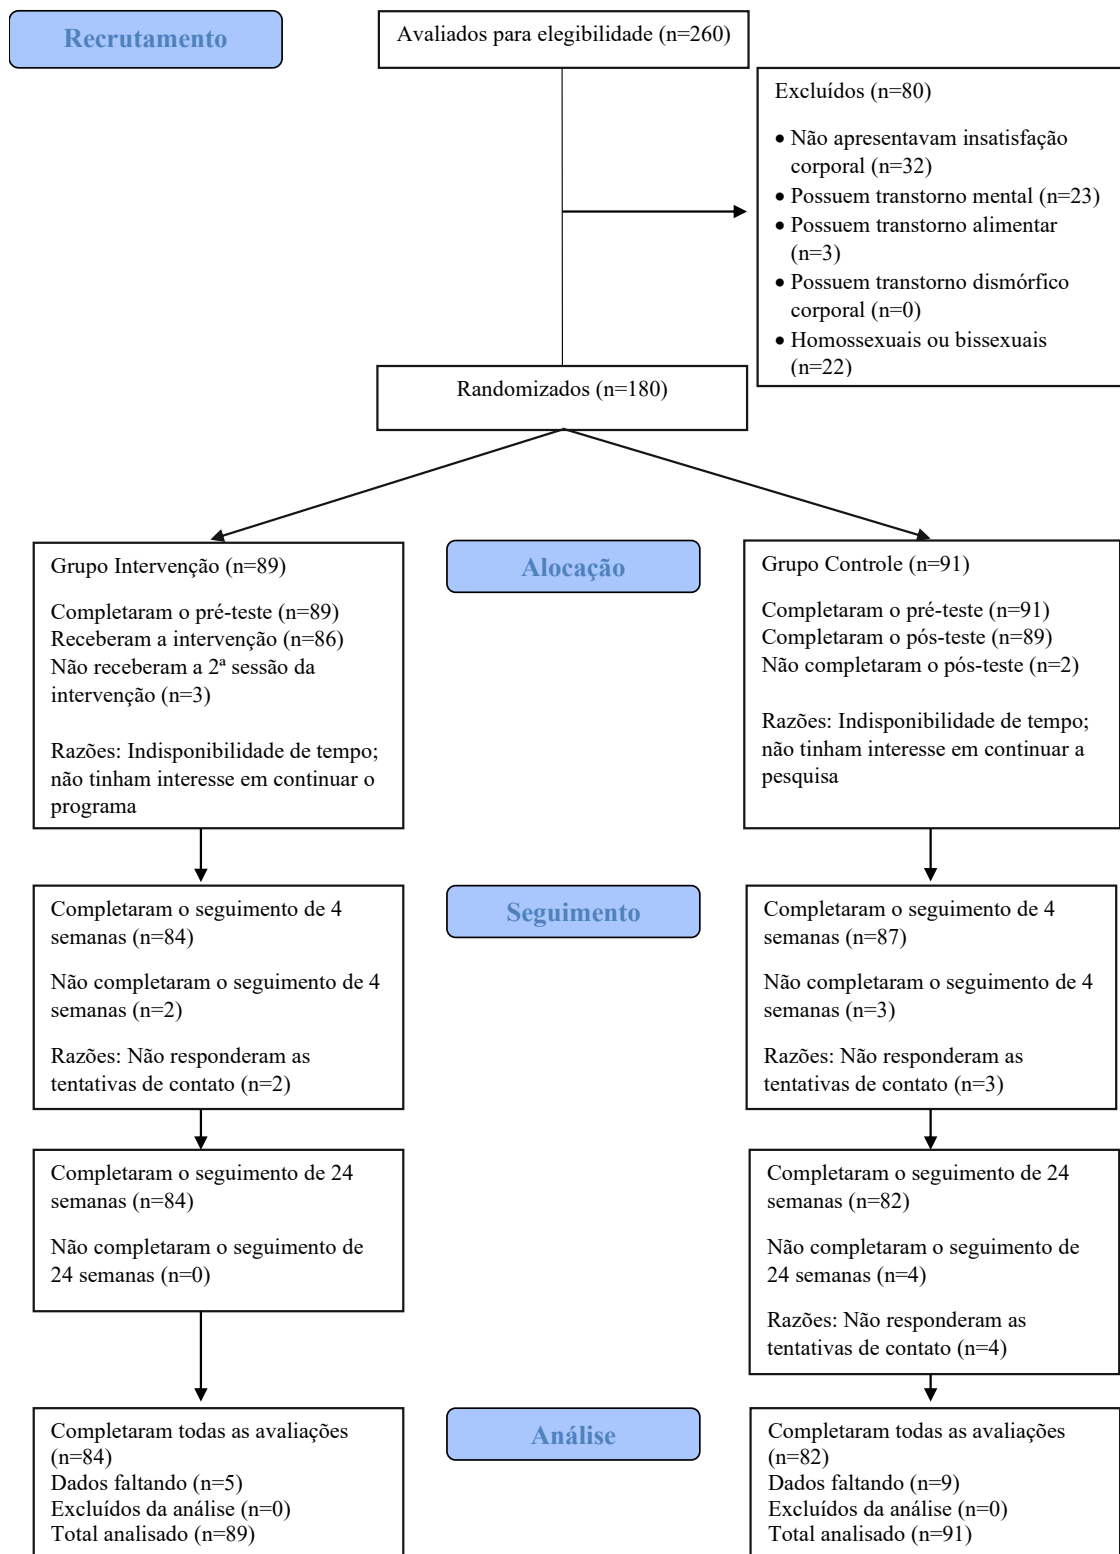 Recrutamento
Avaliados para elegibilidade (n=260)
Excluídos (n=80)
• Não apresentavam insatisfação
corporal (n=32)
• Possuem transtorno mental (n=23)
• Possuem transtorno alimentar
(n=3)
• Possuem transtorno dismórfico
corporal (n=0)
• Homossexuais ou bissexuais
(n=22)
Randomizados (n=180)
Alocação
Grupo Intervenção (n=89)
Completaram o pré-teste (n=89)
Receberam a intervenção (n=86)
Não receberam a 2ª sessão da
intervenção (n=3)
Razões: Indisponibilidade de tempo;
não tinham interesse em continuar o
programa
Grupo Controle (n=91)
Completaram o pré-teste (n=91)
Completaram o pós-teste (n=89)
Não completaram o pós-teste (n=2)
Razões: Indisponibilidade de tempo;
não tinham interesse em continuar a
pesquisa
Seguimento
Completaram o seguimento de 4
semanas (n=84)
Não completaram o seguimento de 4
semanas (n=2)
Razões: Não responderam as
tentativas de contato (n=2)
Completaram o seguimento de 4
semanas (n=87)
Não completaram o seguimento de 4
semanas (n=3)
Razões: Não responderam as
tentativas de contato (n=3)
Completaram o seguimento de 24
semanas (n=84)
Não completaram o seguimento de
24 semanas (n=0)
Completaram o seguimento de 24
semanas (n=82)
Não completaram o seguimento de
24 semanas (n=4)
Razões: Não responderam as
tentativas de contato (n=4)
Análise
Completaram todas as avaliações
(n=84)
Dados faltando (n=5)
Excluídos da análise (n=0)
Total analisado (n=89)
Completaram todas as avaliações
(n=82)
Dados faltando (n=9)
Excluídos da análise (n=0)
Total analisado (n=91)